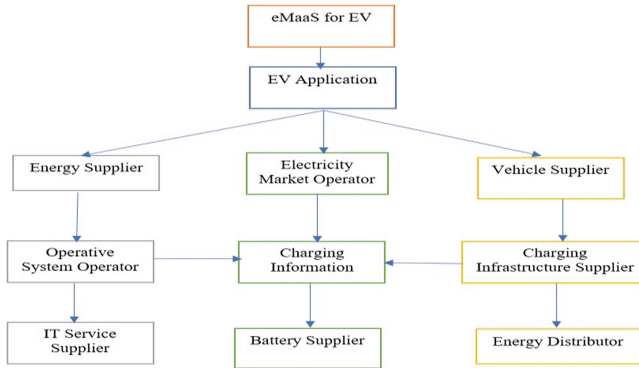 eMaaS for EV
EV Application
Energy Supplier
Electricity
Market Operator
Vehicle Supplier
Operative
System Operator
Charging
Information
Charging
Infrastructure Supplier
IT Service
Supplier
Battery Supplier
Energy Distributor